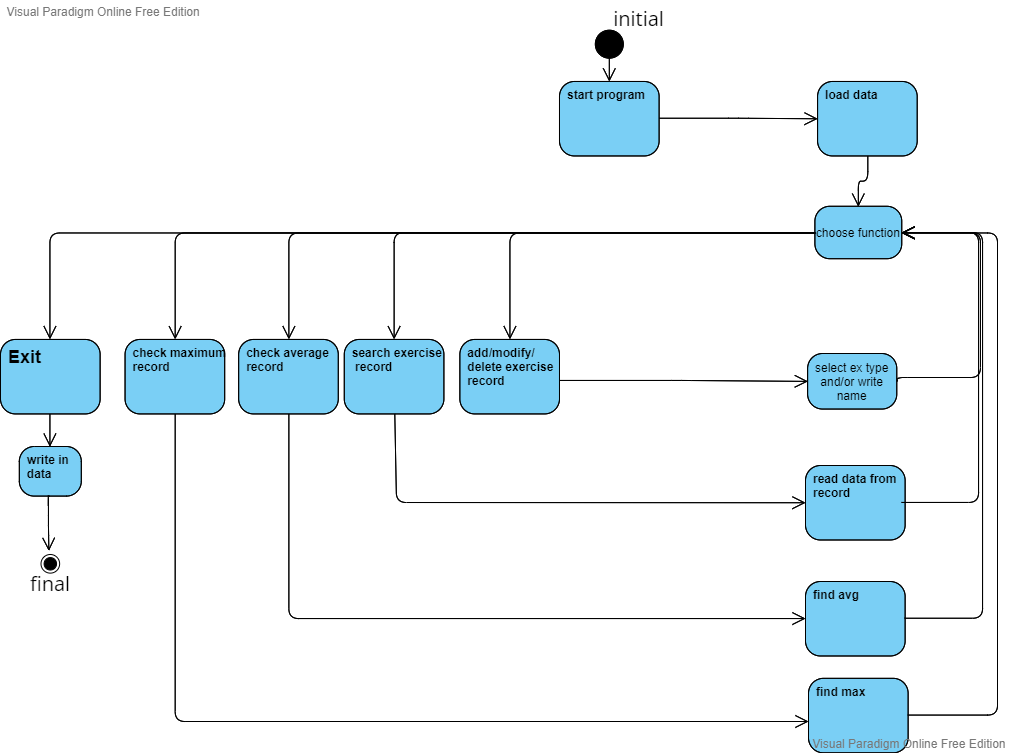 Visual Paradigm Online Free Edition
initial
start program
load data
choose function
Exit
check maximum
record
check average
record
search exercise
record
add/modify/
delete exercise
record
select ex type
and/or write
name
write in
data
read data from
record
final
find avg
find max
Visual Paradigm Online Free Edition